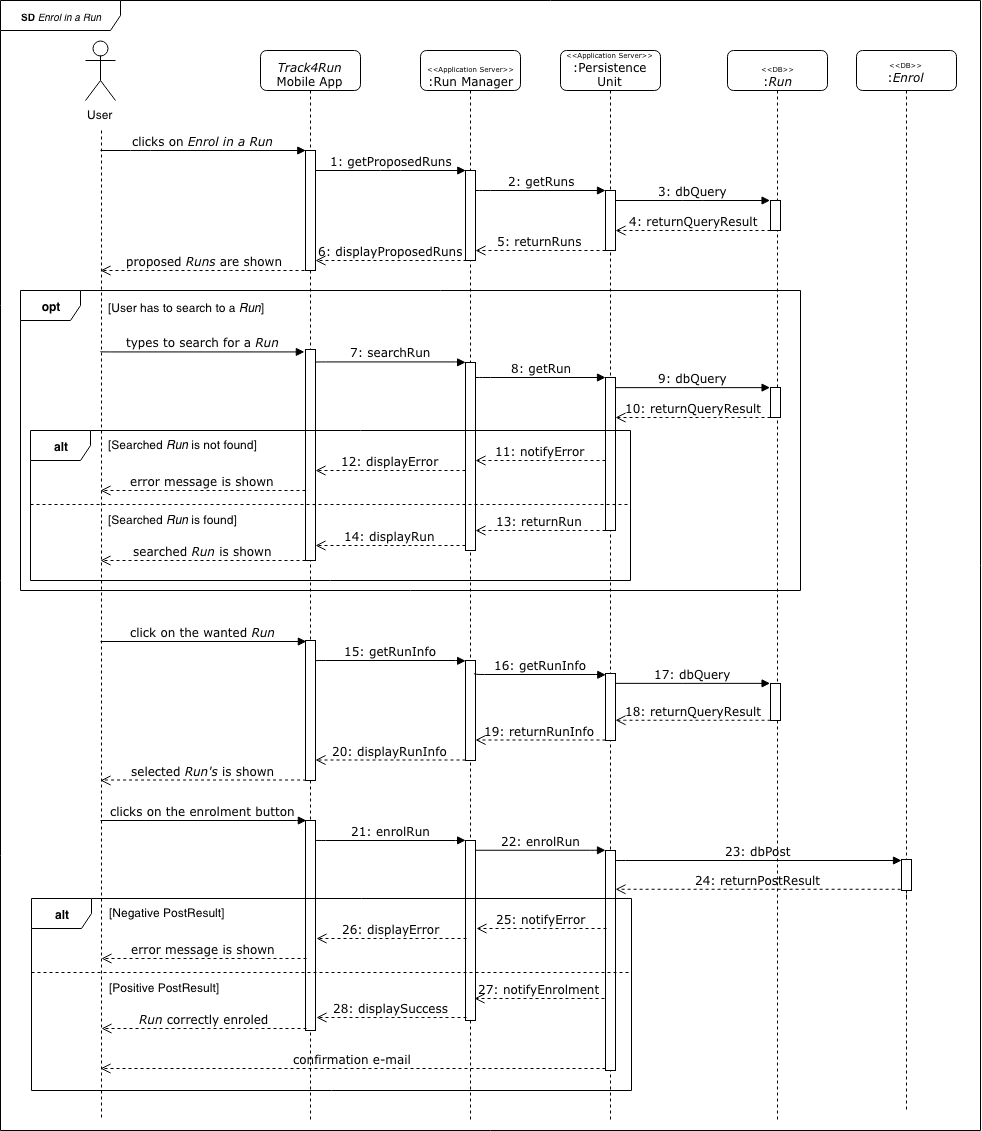 SD Enrol in a Run
User
Track4Run
Mobile App
<<Application Server>>
:Run Manager
<<Application Server>>
:Persistence
Unit
<<DB>>
:Run
<<DB>>
:Enrol
clicks on Enrol in a Run
1: getProposedRuns
2: getRuns
3: dbQuery
4: returnQueryResult
5: returnRuns
6: displayProposedRuns
proposed Runs are shown
opt
[User has to search to a Run]
types to search for a Run
7: searchRun
8: getRun
9: dbQuery
10: returnQueryResult
alt
[Searched Run is not found]
11: notifyError
12: displayError
error message is shown
[Searched Run is found]
13: returnRun
14: displayRun
searched Run is shown
click on the wanted Run
15: getRunInfo
16: getRunInfo
17: dbQuery
18: returnQueryResult
19: returnRunInfo
20: displayRunInfo
selected Run's is shown
clicks on the enrolment button
21: enrolRun
22: enrolRun
23: dbPost
24: returnPostResult
alt
[Negative PostResult]
25: notifyError
26: displayError
error message is shown
[Positive PostResult]
27: notifyEnrolment
28: displaySuccess
Run correctly enroled
confirmation e-mail